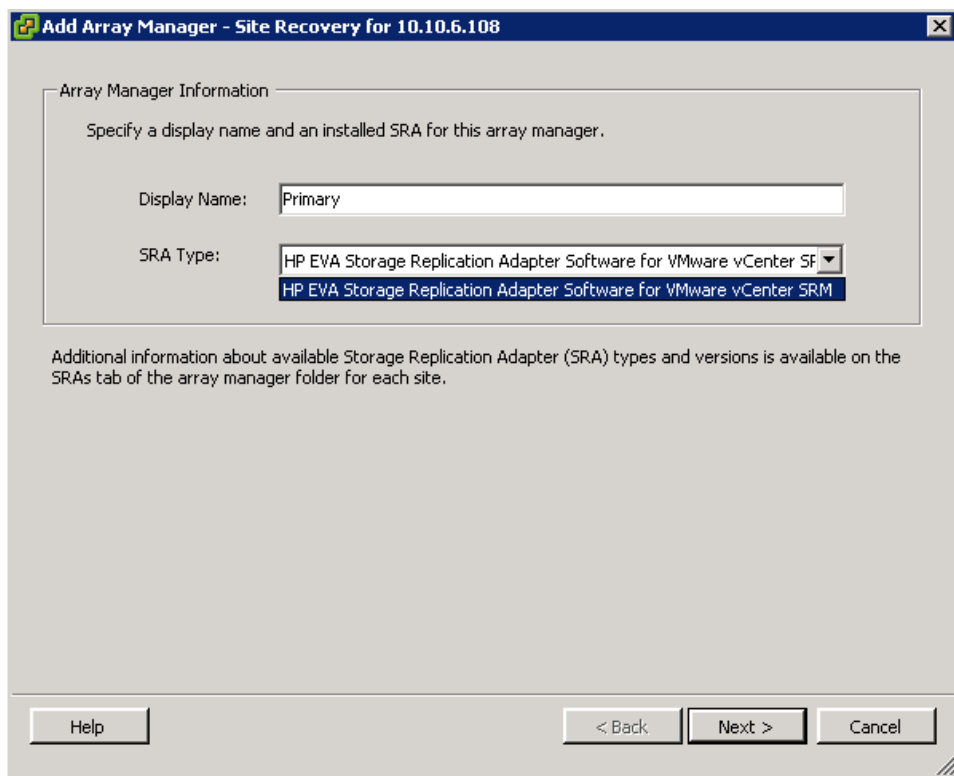 Add Array Manager - Site Recovery for 10.10.6.108
Array Manager Information
Specify a display name and an installed SRA for this array manager.
Display Name: Primary
SRA Type: HP EVA Storage Replication Adapter Software for VMware vCenter SR
HP EVA Storage Replication Adapter Software for VMware vCenter SRM
Additional information about available Storage Replication Adapter (SRA) types and versions is available on the
SRAs tab of the array manager folder for each site.
Help < Back Next > Cancel